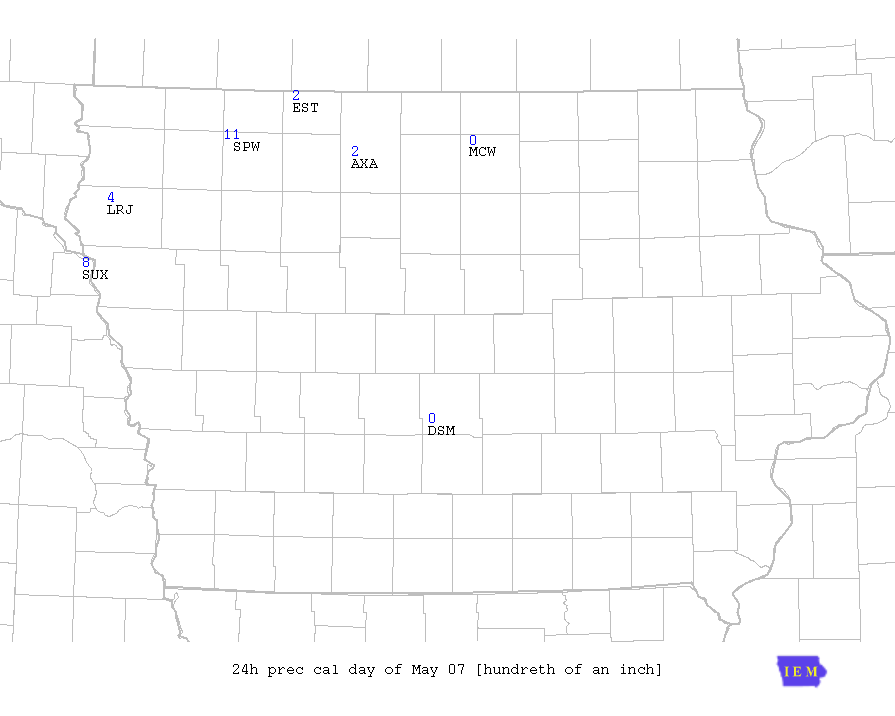 2
EST
11
SPW
0
MCW
2
AXA
4
LRJ
8
SUX
0
DSM
24h prec cal day of May 07 [hundreth of an inch]
IEM